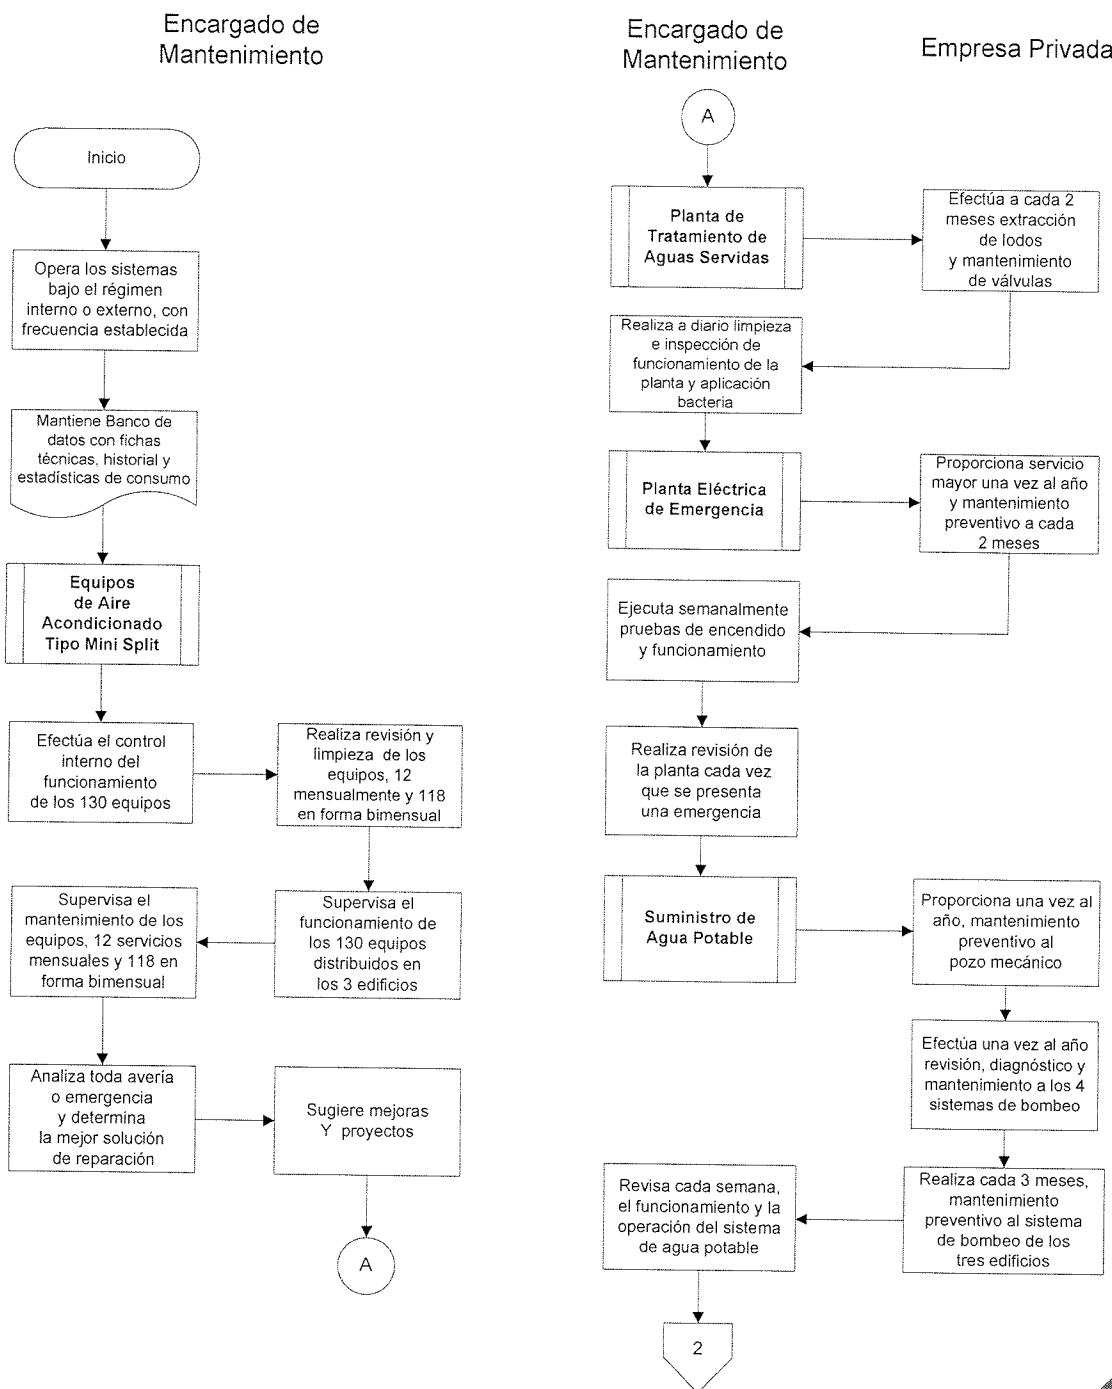 Encargado de
Mantenimiento
Inicio
Opera los sistemas
bajo el régimen
interno o externo, con
frecuencia establecida
Mantiene Banco de
datos con fichas
técnicas, historial y
estadísticas de consumo
Equipos
de Aire
Acondicionado
Tipo Mini Split
Efectúa el control
interno del
funcionamiento
de los 130 equipos
Realiza revisión y
limpieza de los
equipos, 12
mensualmente y 118
en forma bimensual
Supervisa el
funcionamiento de
los 130 equipos
distribuidos en
los 3 edificios
Supervisa el
mantenimiento de los
equipos, 12 servicios
mensuales y 118 en
forma bimensual
Analiza toda avería
o emergencia
y determina
la mejor solución
de reparación
Sugiere mejoras
Y proyectos
A
Encargado de
Mantenimiento
Empresa Privada
A
Planta de
Tratamiento de
Aguas Servidas
Efectúa a cada 2
meses extracción
de lodos
y mantenimiento
de válvulas
Realiza a diario limpieza
e inspección de
funcionamiento de la
planta y aplicación
bacteria
Planta Eléctrica
de Emergencia
Proporciona servicio
mayor una vez al año
y mantenimiento
preventivo a cada
2 meses
Ejecuta semanalmente
pruebas de encendido
y funcionamiento
Realiza revisión de
la planta cada vez
que se presenta
una emergencia
Suministro de
Agua Potable
Proporciona una vez al
año, mantenimiento
preventivo al
pozo mecánico
Efectúa una vez al año
revisión, diagnóstico y
mantenimiento a los 4
sistemas de bombeo
Realiza cada 3 meses,
mantenimiento
preventivo al sistema
de bombeo de los
tres edificios
Revisa cada semana,
el funcionamiento y la
operación del sistema
de agua potable
2